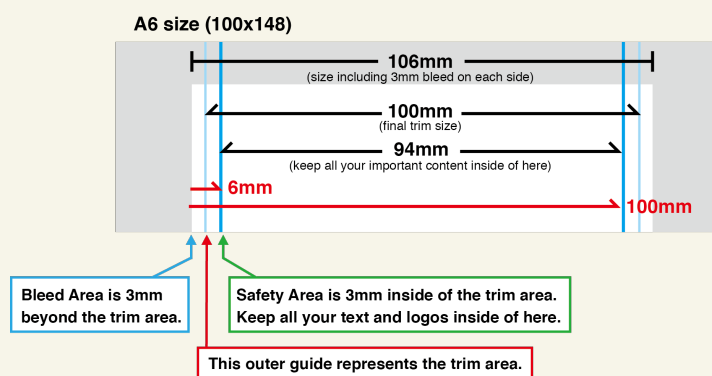 A6 size (100x148)
106mm
(size including 3mm bleed on each side)
100mm
(final trim size)
94mm
(keep all your important content inside of here)
6mm
100mm
Bleed Area is 3mm
beyond the trim area.
Safety Area is 3mm inside of the trim area.
Keep all your text and logos inside of here.
This outer guide represents the trim area.